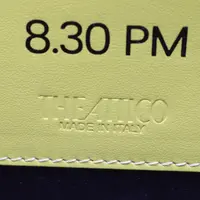 8.30 PM
THE ATTICO
MADE IN ITALY